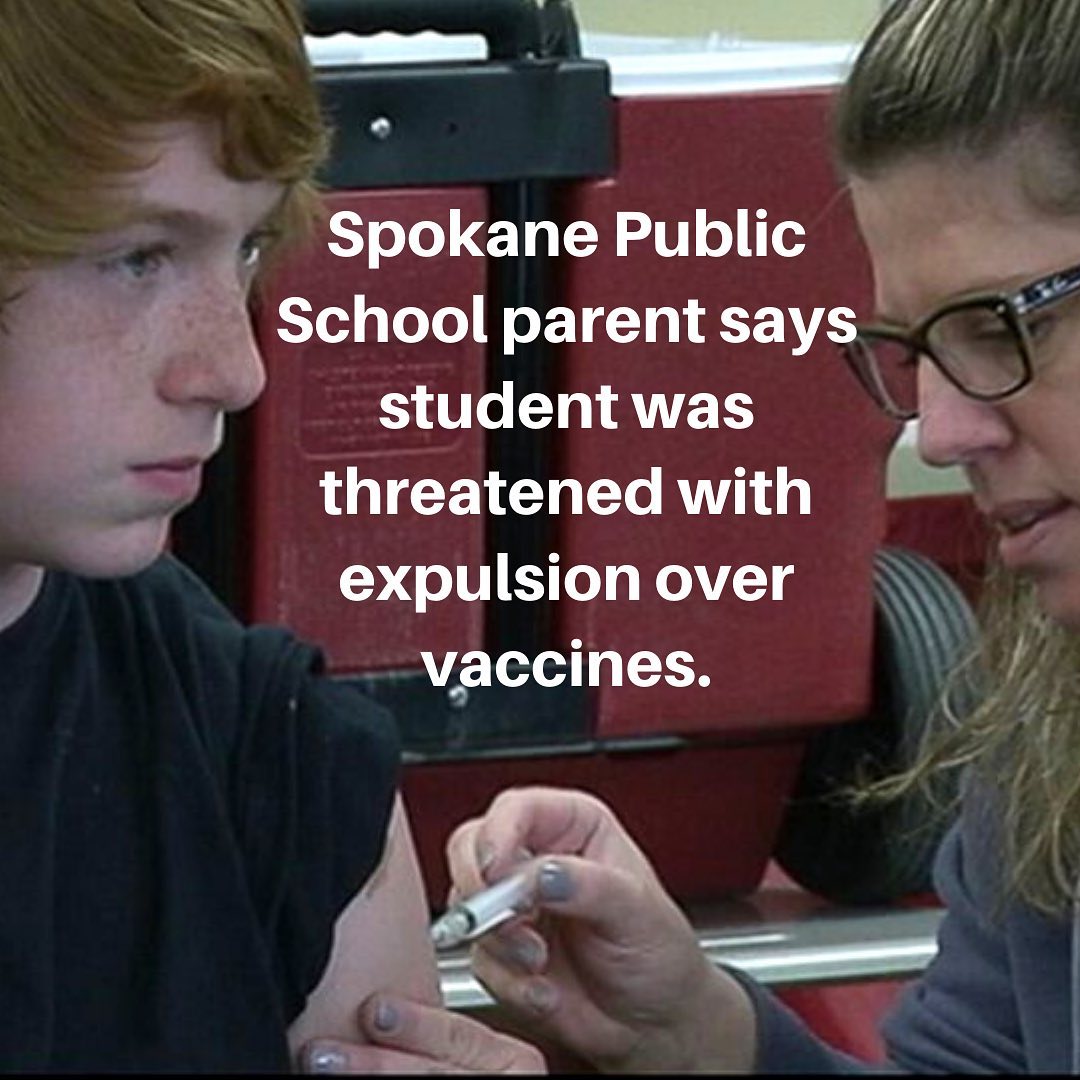 Spokane Public
School parent says
student was
threatened with
expulsion over
vaccines.